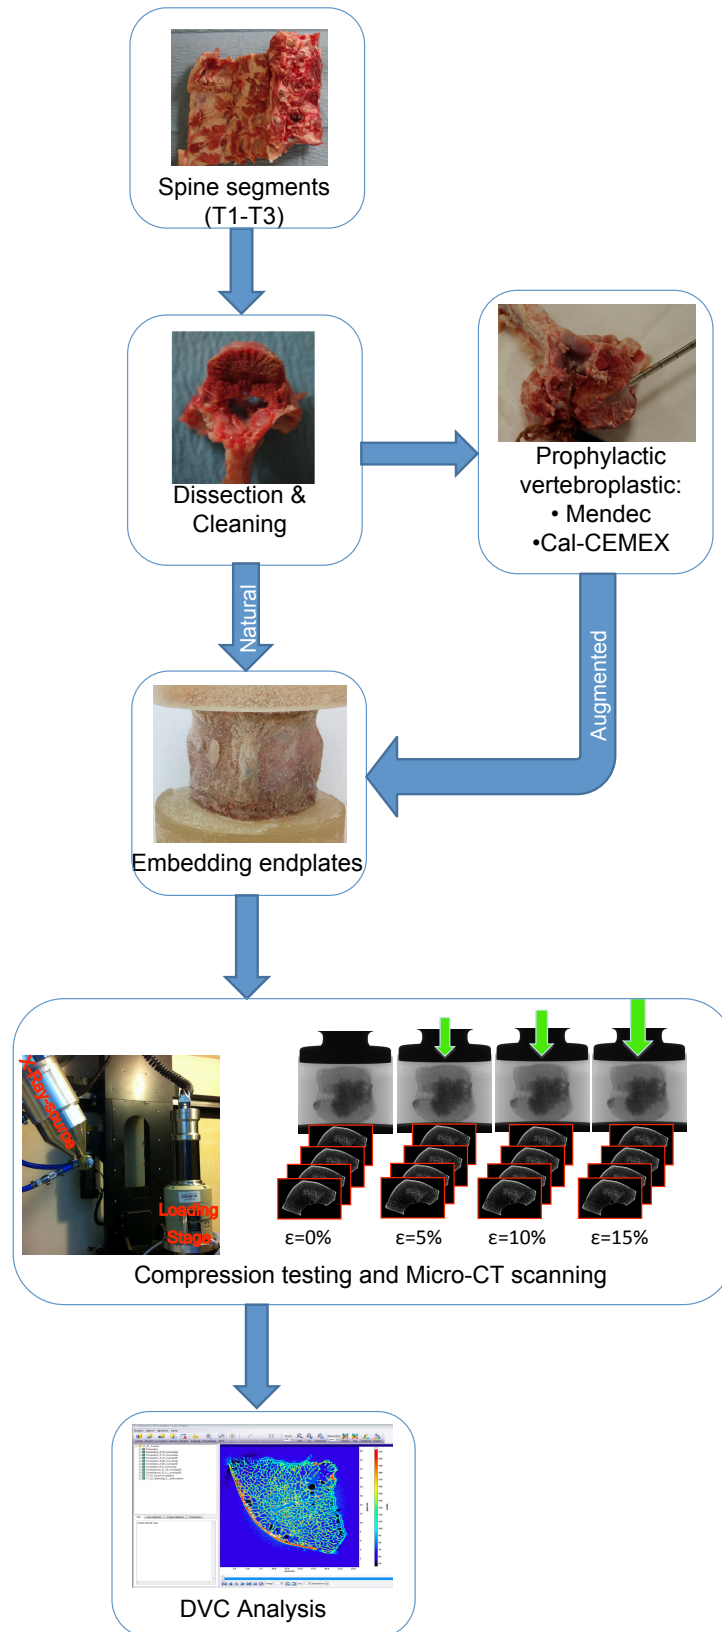 Spine segments
(T1-T3)
Dissection &
Cleaning
Prophylactic
vertebroplastic:
• Mendec
•Cal-CEMEX
Natural
Augmented
Embedding endplates
X-Ray-source
Loading
Stage
ε=0%
ε=5%
ε=10%
ε=15%
Compression testing and Micro-CT scanning
DVC Analysis